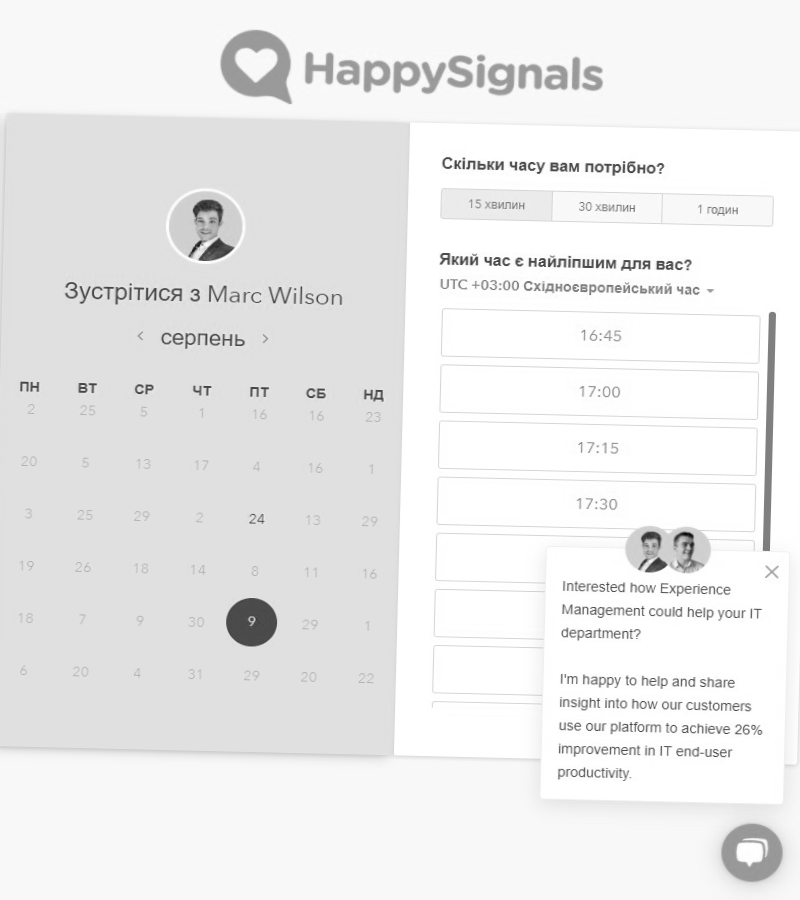 HappySignals
Зустрітися з Marc Wilson
серпень
ПН ВТ СР ЧТ ПТ СБ НД
2 25 5 1 16 16 23
20 5 13 17 4 16 1
3 25 29 2 24 13 29
19 26 18 14 8 11 16
18 7 9 30 9 29 1
6 20 4 31 29 20 22
Скільки часу вам потрібно?
15 хвилин 30 хвилин 1 годин
Який час є найліпшим для вас?
UTC +03:00 Східноєвропейський час
16:45
17:00
17:15
17:30
Interested how Experience
Management could help your IT
department?
I'm happy to help and share
insight into how our customers
use our platform to achieve 26%
improvement in IT end-user
productivity.